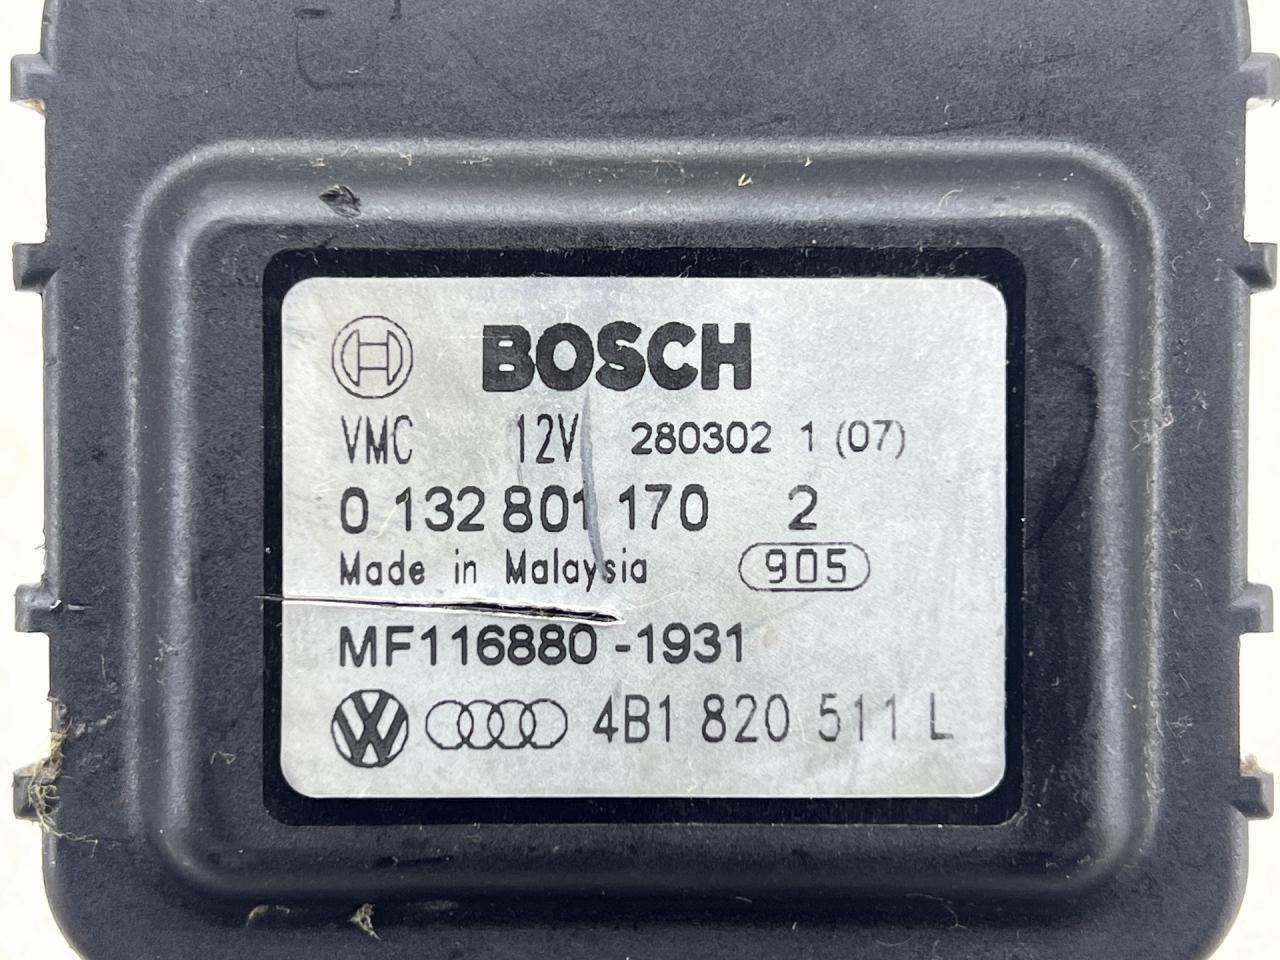 BOSCH
VMC 12V 280302 1 (07)
0 132 801 170 2
Made in Malaysia 905
MF116880-1931
4B1 820 511 L